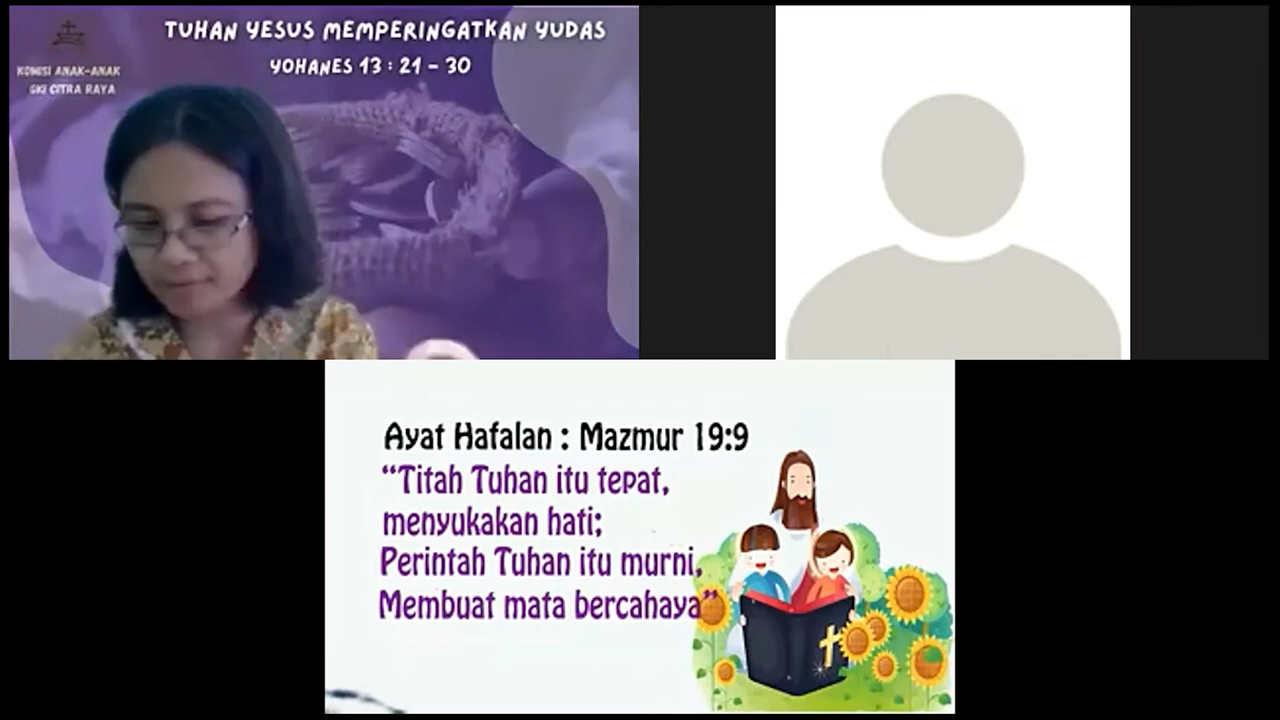 TUHAN YESUS MEMPERINGATKAN YUDAS
YOHANES 13 : 21 - 30
KOMISI ANAK-ANAK
GKI CITRA RAYA
Ayat Hafalan : Mazmur 19:9
“Titah Tuhan itu tepat,
menyukakan hati;
Perintah Tuhan itu murni,
Membuat mata bercahaya”